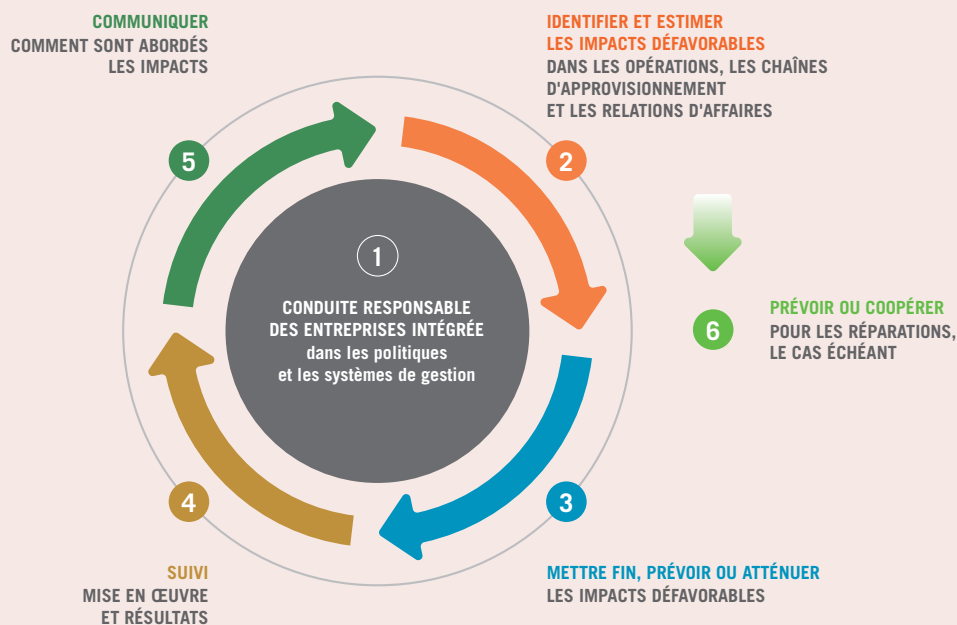 COMMUNIQUER
COMMENT SONT ABORDÉS
LES IMPACTS
IDENTIFIER ET ESTIMER
LES IMPACTS DÉFAVORABLES
DANS LES OPÉRATIONS, LES CHAÎNES
D'APPROVISIONNEMENT
ET LES RELATIONS D'AFFAIRES
5
2
1
CONDUITE RESPONSABLE
DES ENTREPRISES INTÉGRÉE
dans les politiques
et les systèmes de gestion
6
PRÉVOIR OU COOPÉRER
POUR LES RÉPARATIONS,
LE CAS ÉCHÉANT
4
3
SUIVI
MISE EN ŒUVRE
ET RÉSULTATS
METTRE FIN, PRÉVOIR OU ATTÉNUER
LES IMPACTS DÉFAVORABLES